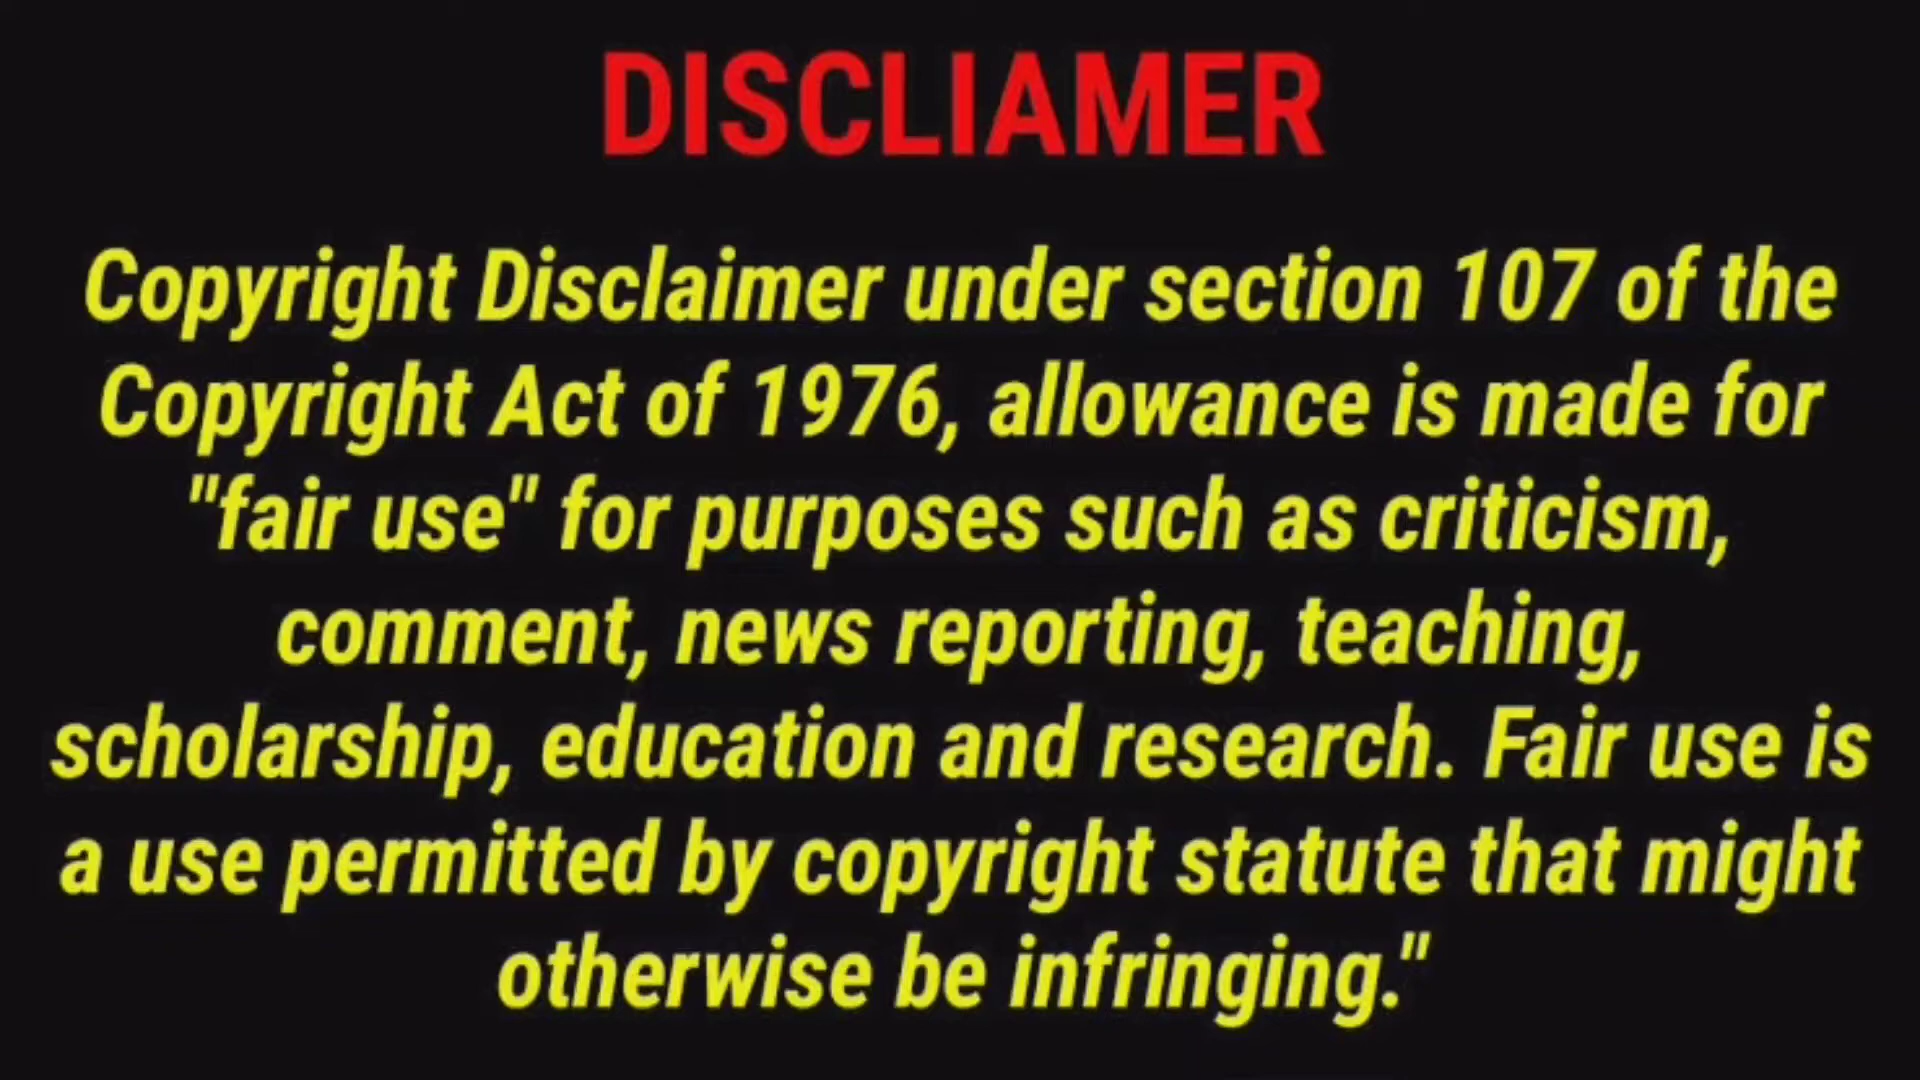 DISCLIAMER
Copyright Disclaimer under section 107 of the
Copyright Act of 1976, allowance is made for
"fair use" for purposes such as criticism,
comment, news reporting, teaching,
scholarship, education and research. Fair use is
a use permitted by copyright statute that might
otherwise be infringing."